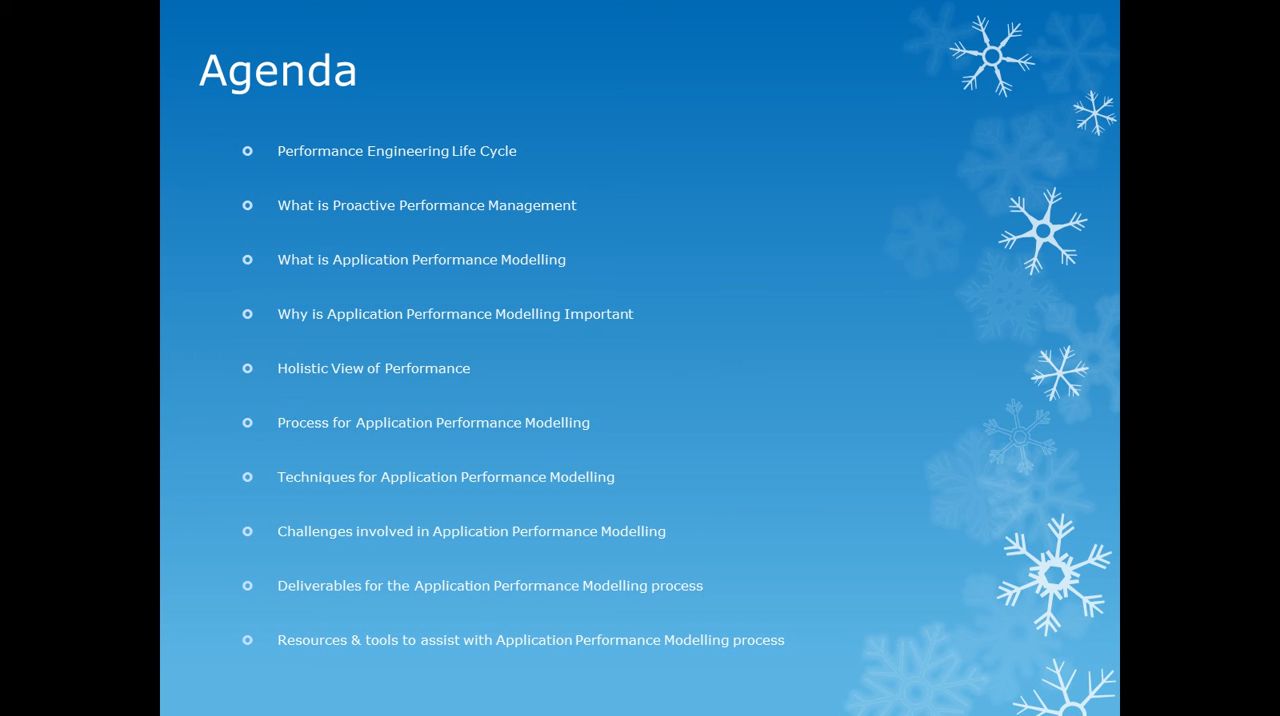 Agenda
Performance Engineering Life Cycle
What is Proactive Performance Management
What is Application Performance Modelling
Why is Application Performance Modelling Important
Holistic View of Performance
Process for Application Performance Modelling
Techniques for Application Performance Modelling
Challenges involved in Application Performance Modelling
Deliverables for the Application Performance Modelling process
Resources & tools to assist with Application Performance Modelling process